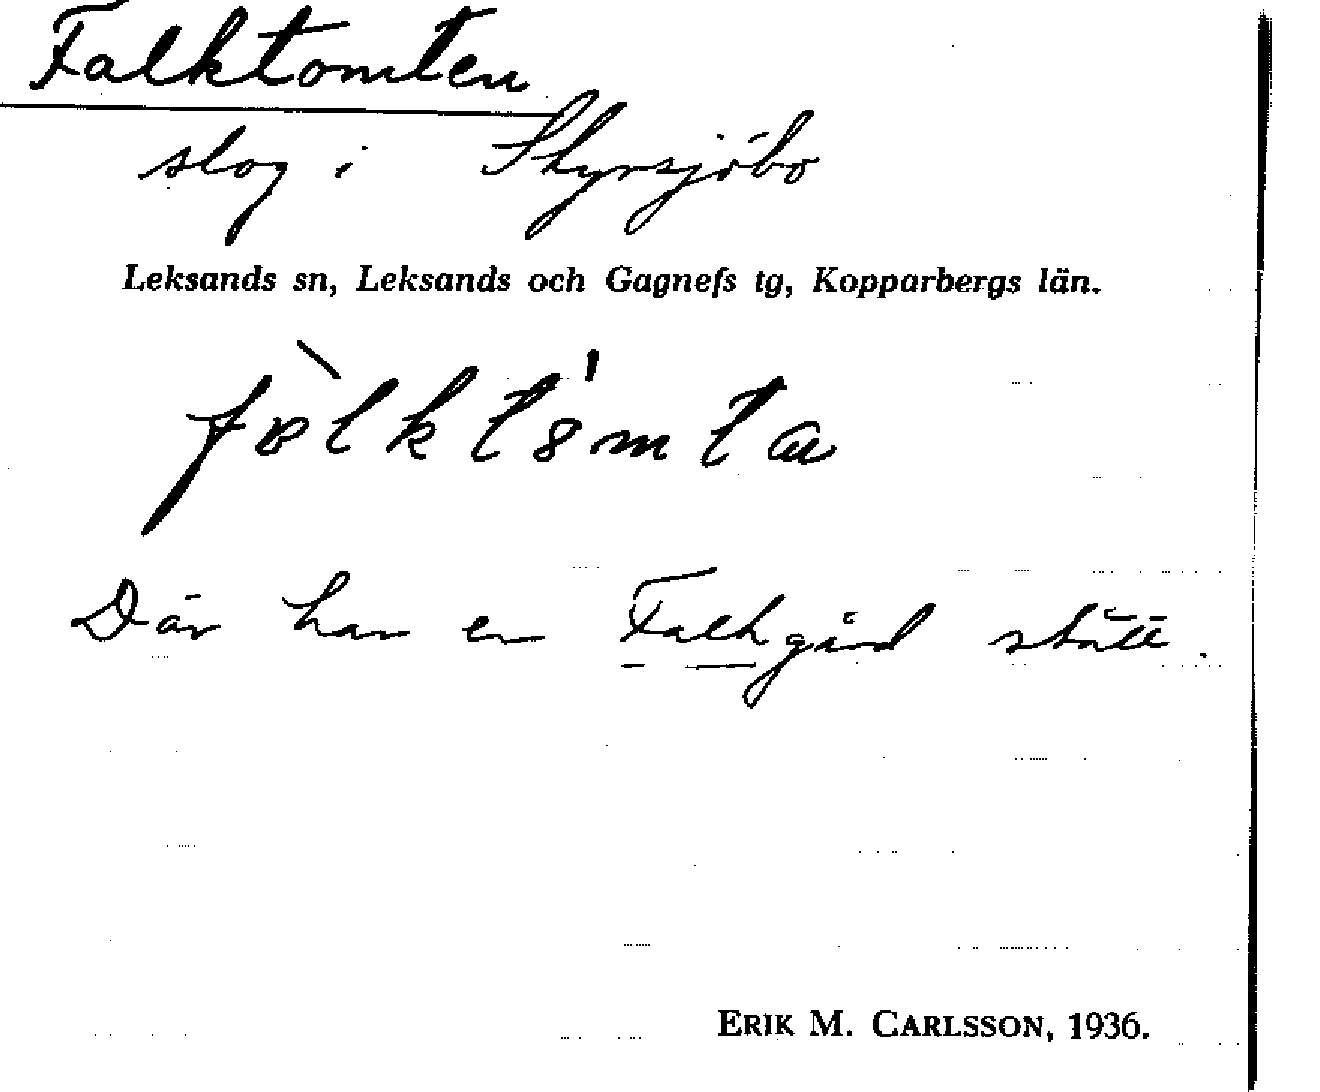 Falktomten
slog i Styrsjöbo
Leksands sn, Leksands och Gagnefs tg, Kopparbergs län.
Där har en Falkgård stått.
ERIK M. CARLSSON, 1936.